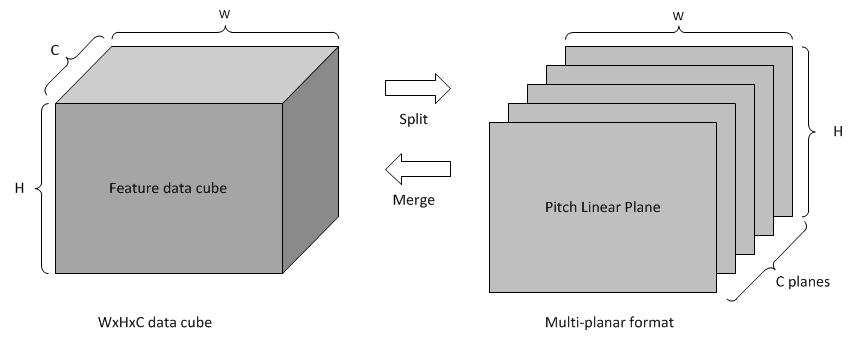 W
C
H
Feature data cube
WxHxC data cube
Split
Merge
W
H
Pitch Linear Plane
C planes
Multi-planar format